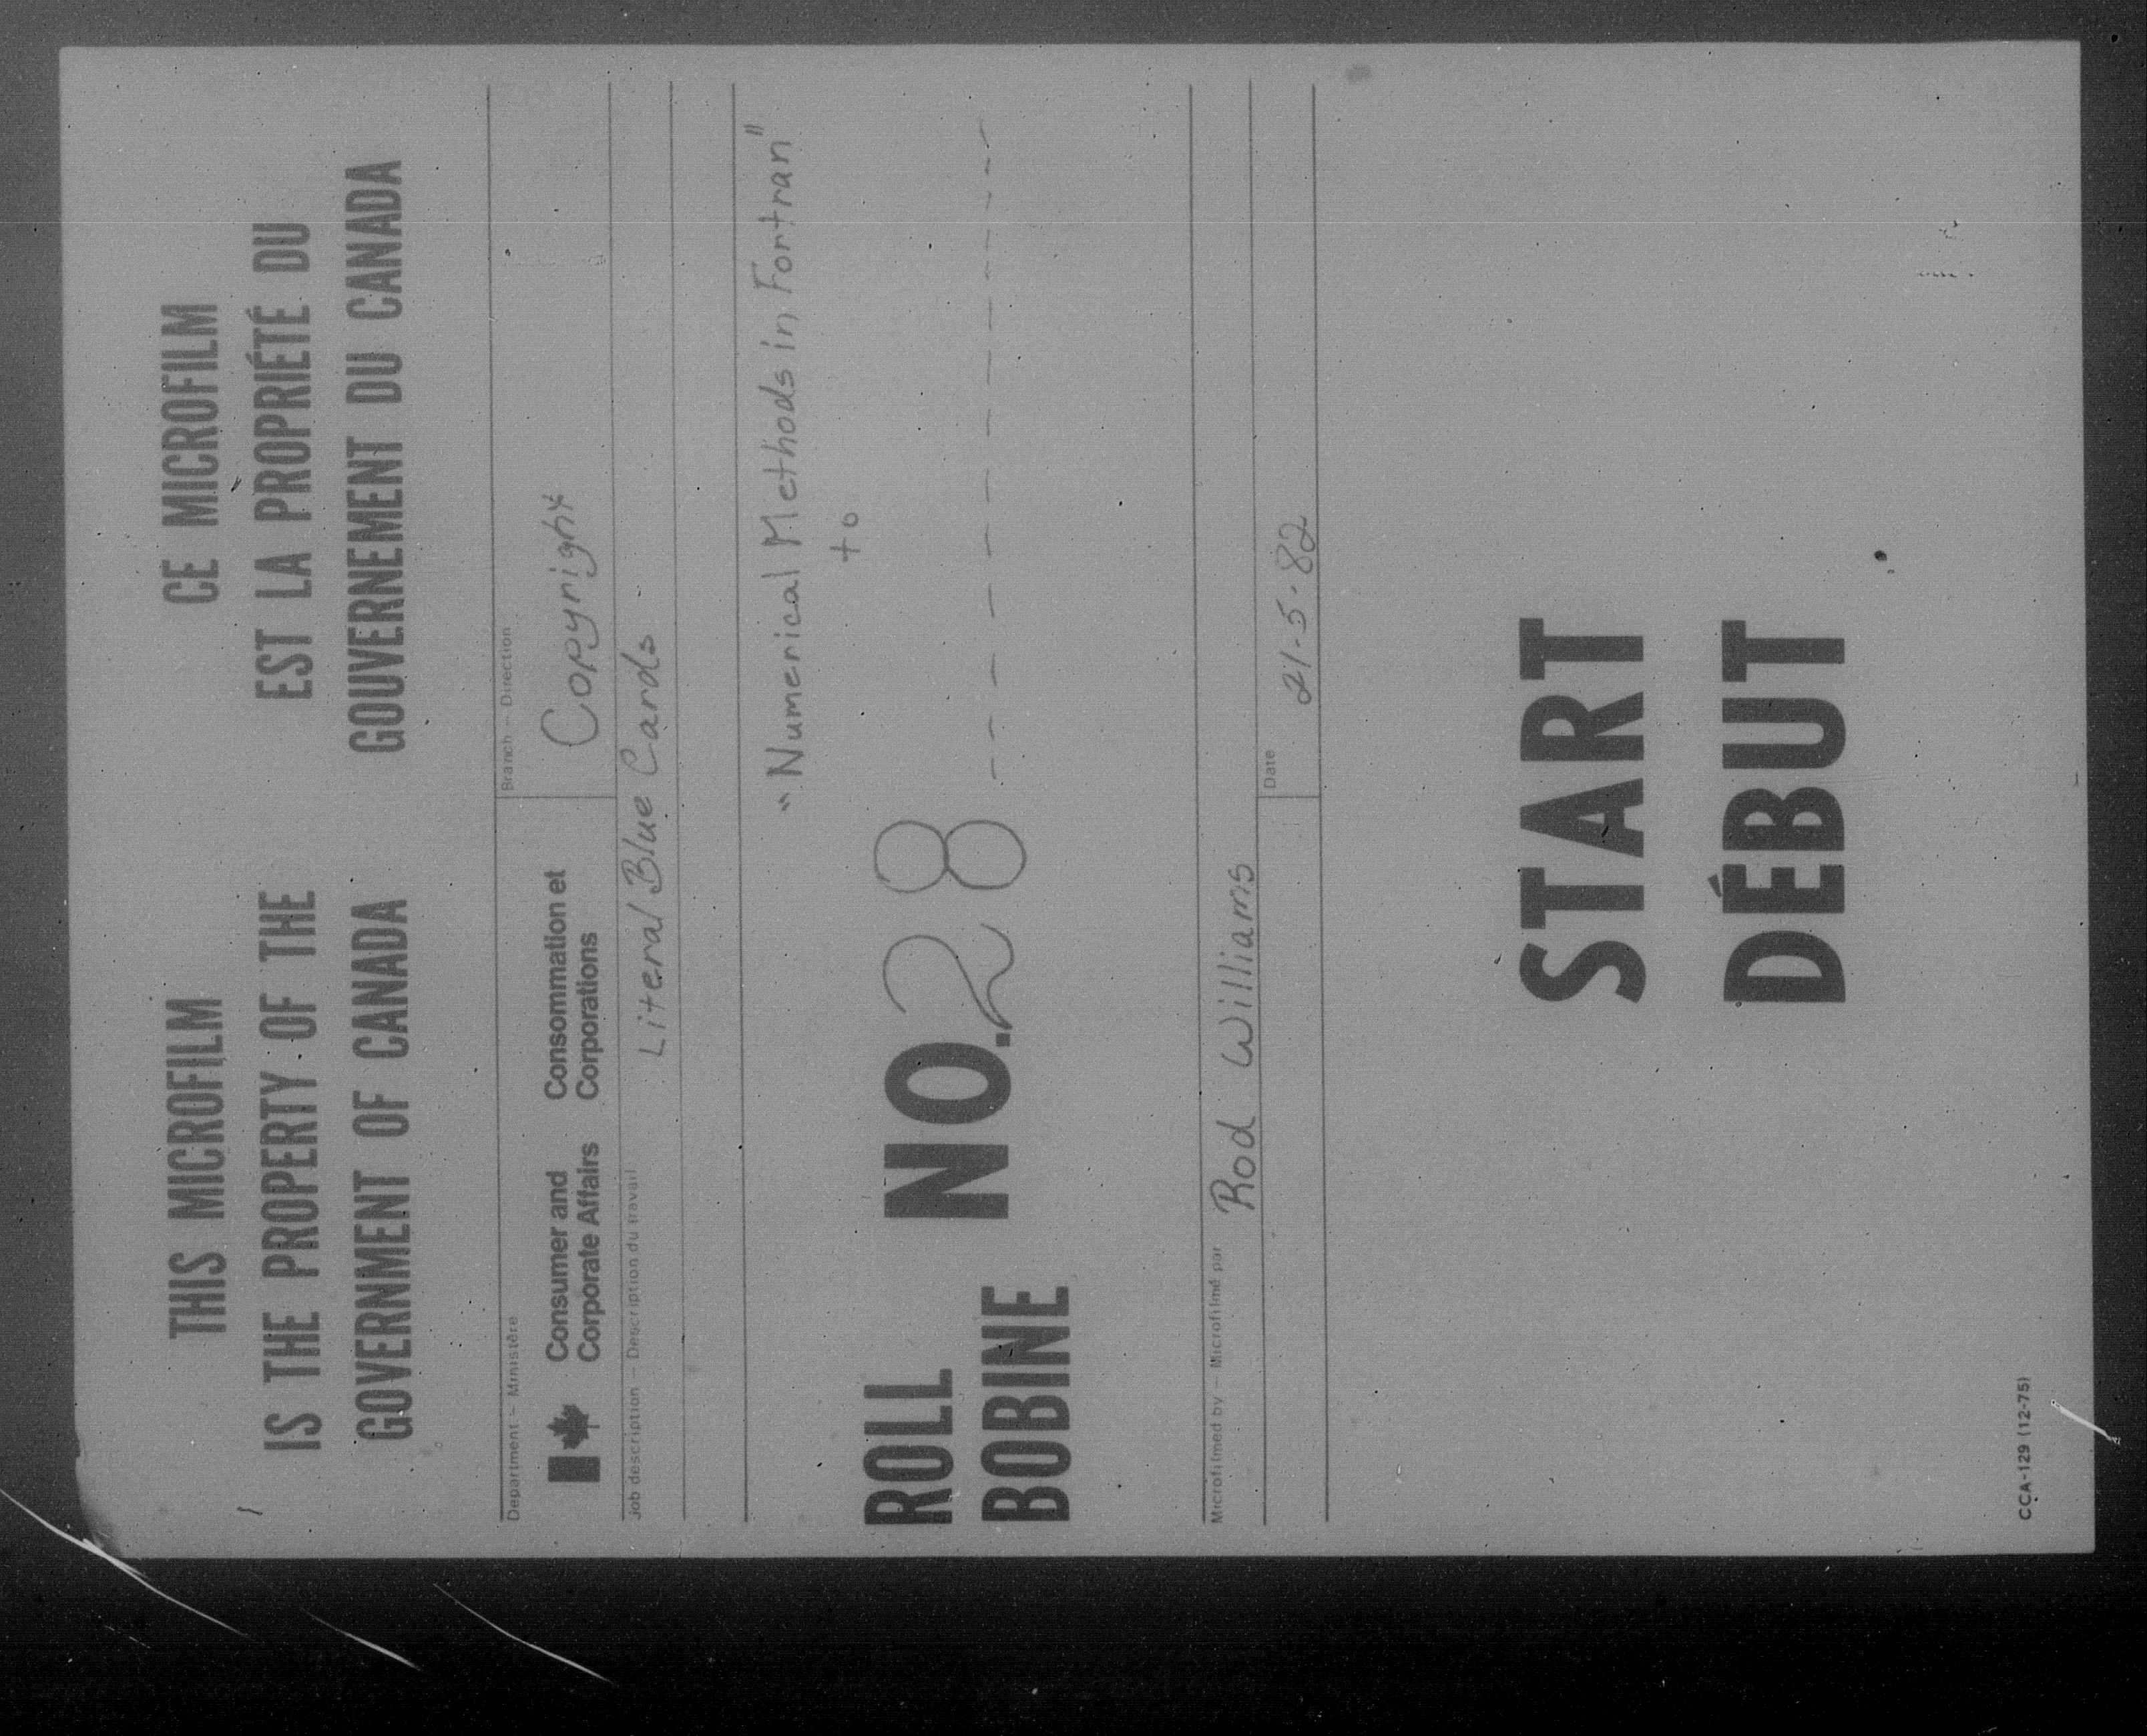 THIS MICROFILM
IS THE PROPERTY OF THE
GOVERNMENT OF CANADA
CE MICROFILM
EST LA PROPRIÉTÉ DU
GOUVERNEMENT DU CANADA
Department – Ministère
Consumer and
Corporate Affairs
Consommation et
Corporations
Branch – Direction
Copyright
Job description – Description du travail
Literal Blue Cards
"Numerical Methods in Fortran"
to
ROLL
BOBINE
NO. 28
Microfilmed by – Microfilmé par
Rod Williams
Date
21-5-82
START
DÉBUT
CCA-129 (12-75)